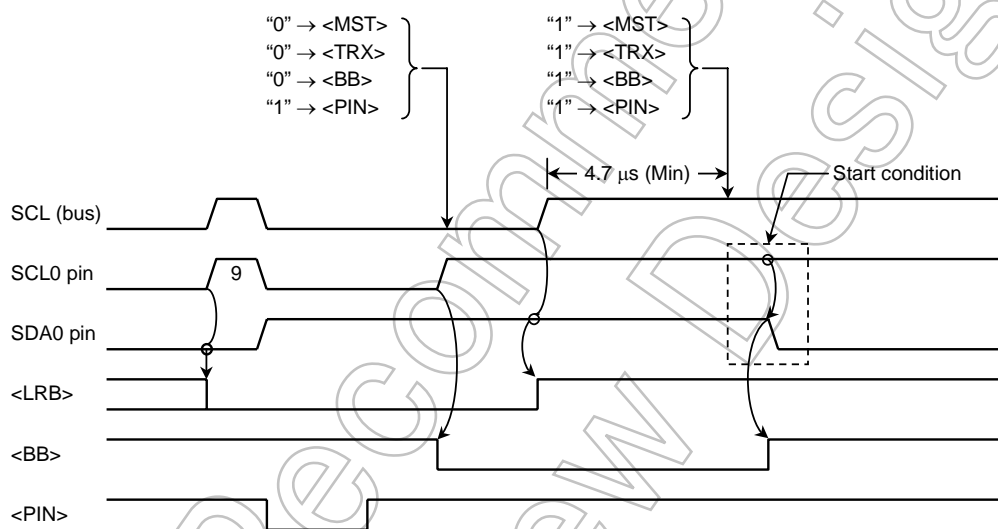 “0” → <MST>
“0” → <TRX>
“0” → <BB>
“1” → <PIN>
“1” → <MST>
“1” → <TRX>
“1” → <BB>
“1” → <PIN>
4.7 μs (Min)
Start condition
SCL (bus)
SCL0 pin
9
SDA0 pin
<LRB>
<BB>
<PIN>